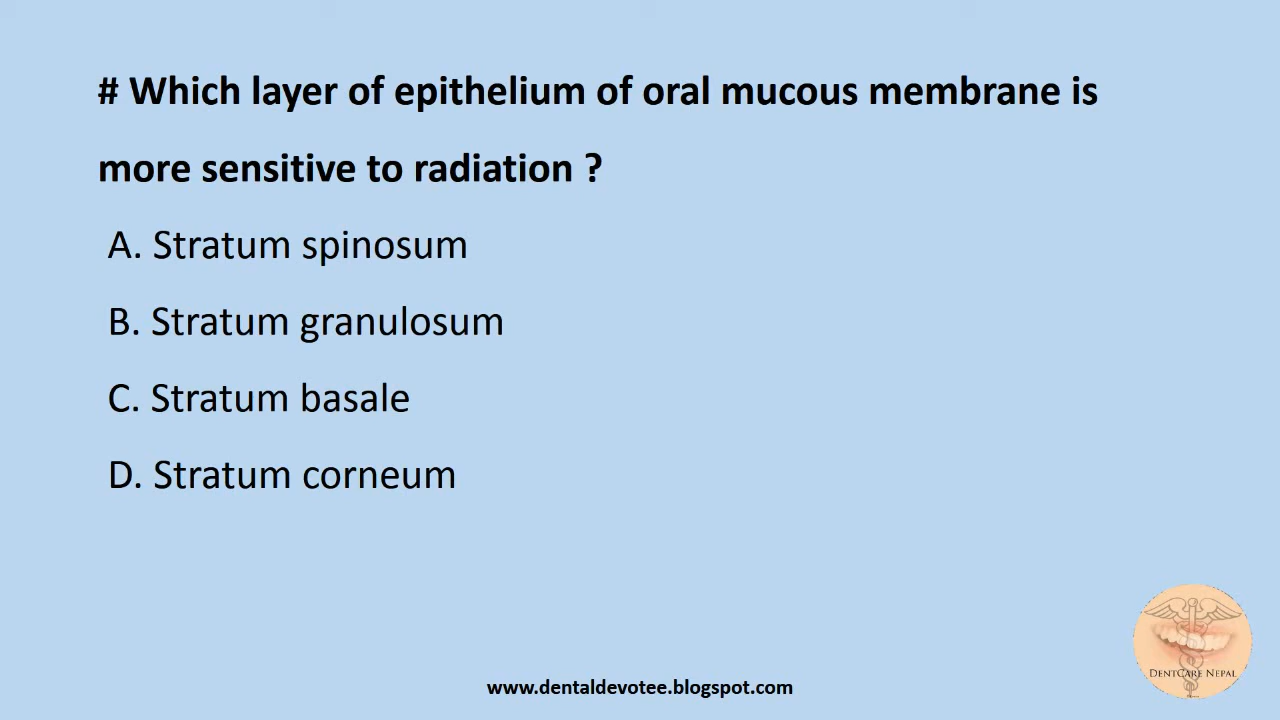 # Which layer of epithelium of oral mucous membrane is
more sensitive to radiation ?
A. Stratum spinosum
B. Stratum granulosum
C. Stratum basale
D. Stratum corneum
DENTCARE NEPAL
www.dentaldevotee.blogspot.com